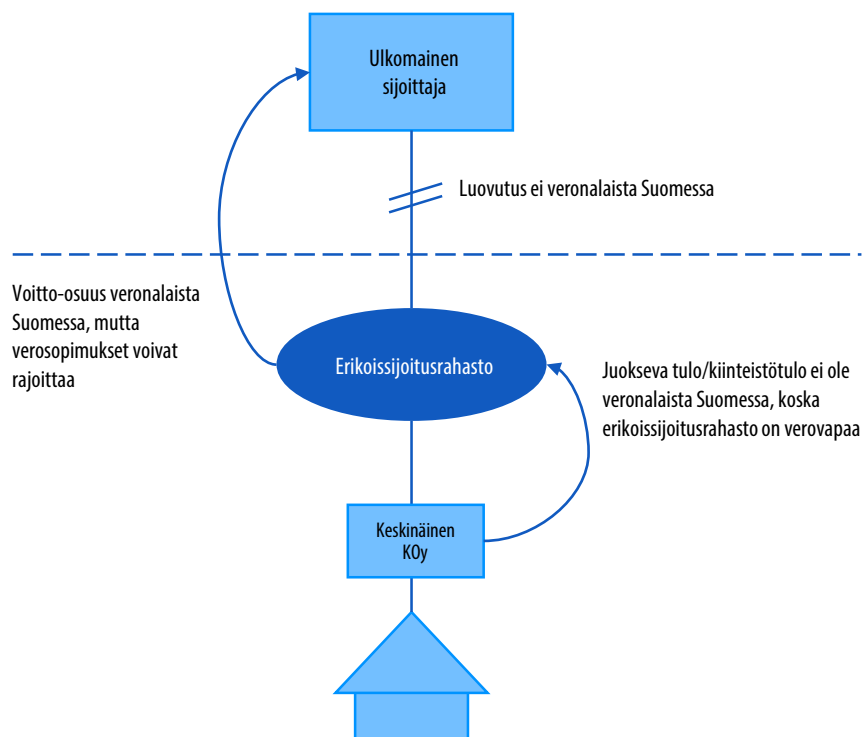 Ulkomainen
sijoittaja
Luovutus ei veronalaista Suomessa
Voitto-osuus veronalaista
Suomessa, mutta
verosopimukset voivat
rajoittaa
Erikoissijoitusrahasto
Juokseva tulo/kiinteistötulo ei ole
veronalaista Suomessa, koska
erikoissijoitusrahasto on verovapaa
Keskinäinen
KOy